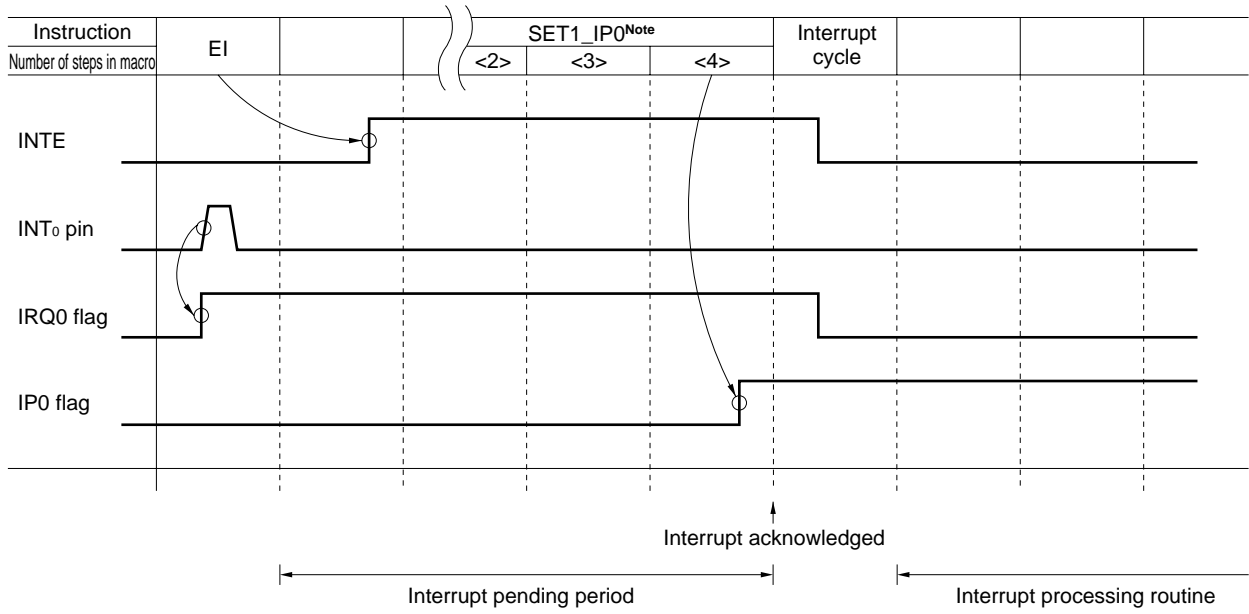 Instruction EI SET1_IP0Note Interrupt cycle
Number of steps in macro <2> <3> <4>
INTE
INT0 pin
IRQ0 flag
IP0 flag
Interrupt acknowledged
Interrupt pending period Interrupt processing routine